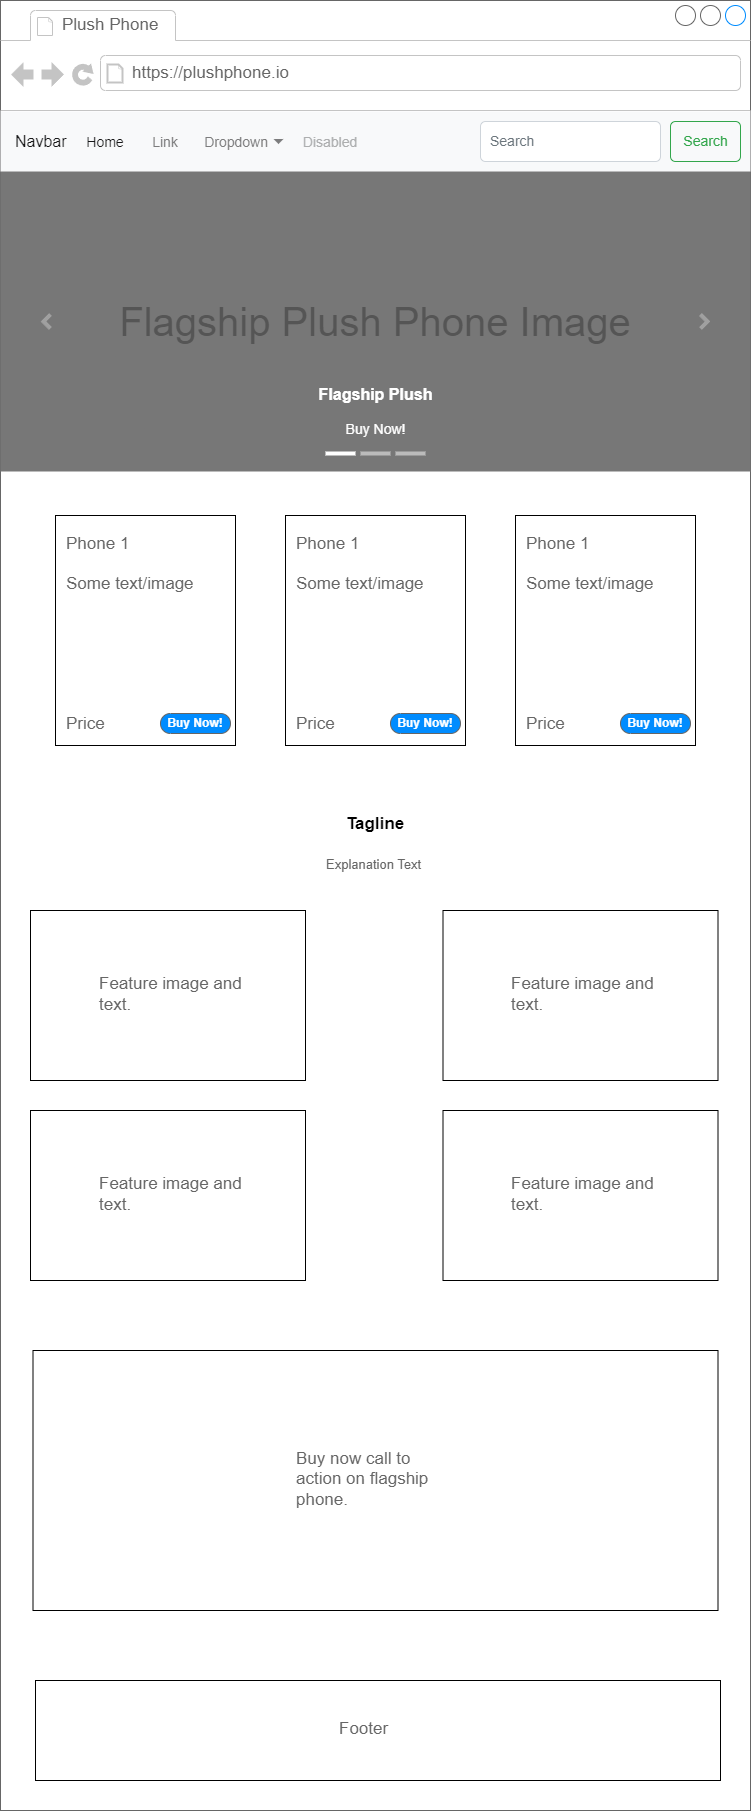 Plush Phone
https://plushphone.io
Navbar Home Link Dropdown Disabled Search Search
Flagship Plush Phone Image
Flagship Plush
Buy Now!
Phone 1
Some text/image
Price Buy Now!
Phone 1
Some text/image
Price Buy Now!
Phone 1
Some text/image
Price Buy Now!
Tagline
Explanation Text
Feature image and
text.
Feature image and
text.
Feature image and
text.
Feature image and
text.
Buy now call to
action on flagship
phone.
Footer